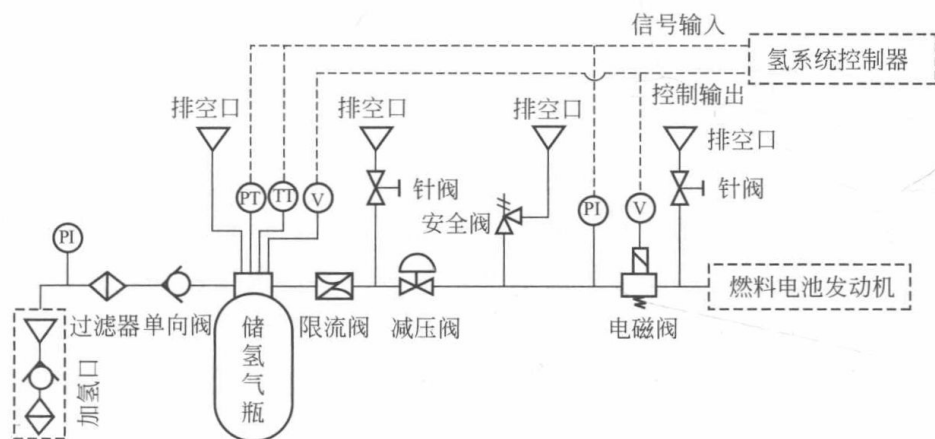 信号输入
氢系统控制器
控制输出
排空口
排空口
排空口
排空口
PT
TT
V
针阀
安全阀
PI
V
针阀
PI
过滤器
单向阀
储氢气瓶
限流阀
减压阀
电磁阀
燃料电池发动机
加氢口